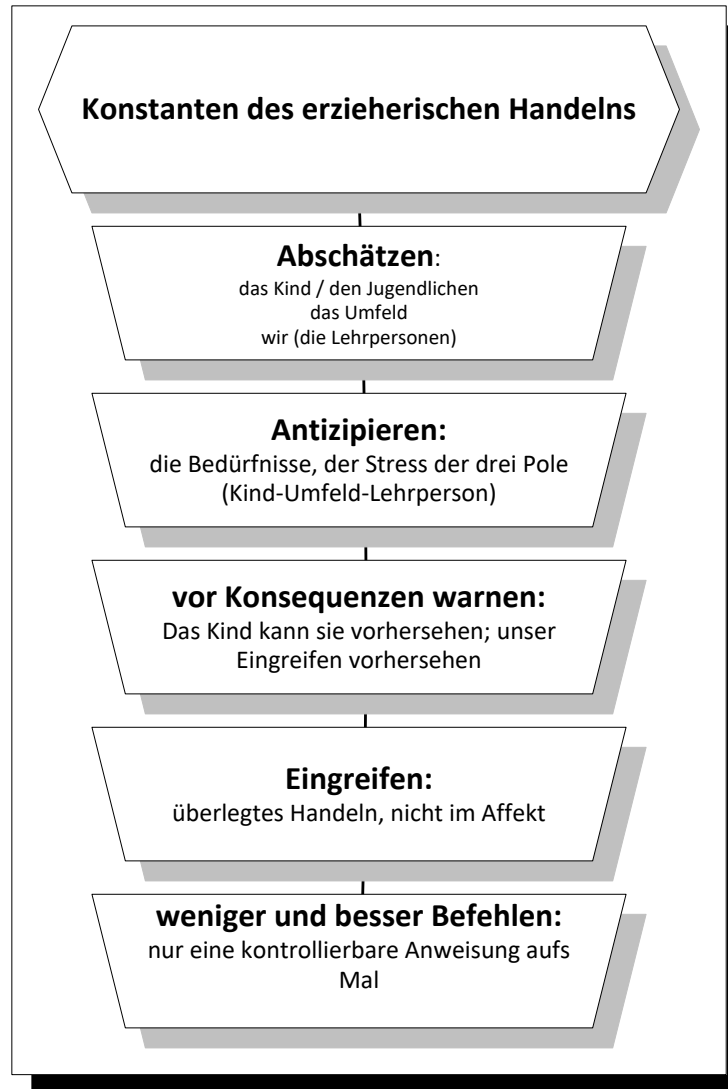 Konstanten des erzieherischen Handelns
Abschätzen:
das Kind / den Jugendlichen
das Umfeld
wir (die Lehrpersonen)
Antizipieren:
die Bedürfnisse, der Stress der drei Pole
(Kind-Umfeld-Lehrperson)
vor Konsequenzen warnen:
Das Kind kann sie vorhersehen; unser
Eingreifen vorhersehen
Eingreifen:
überlegtes Handeln, nicht im Affekt
weniger und besser Befehlen:
nur eine kontrollierbare Anweisung aufs
Mal